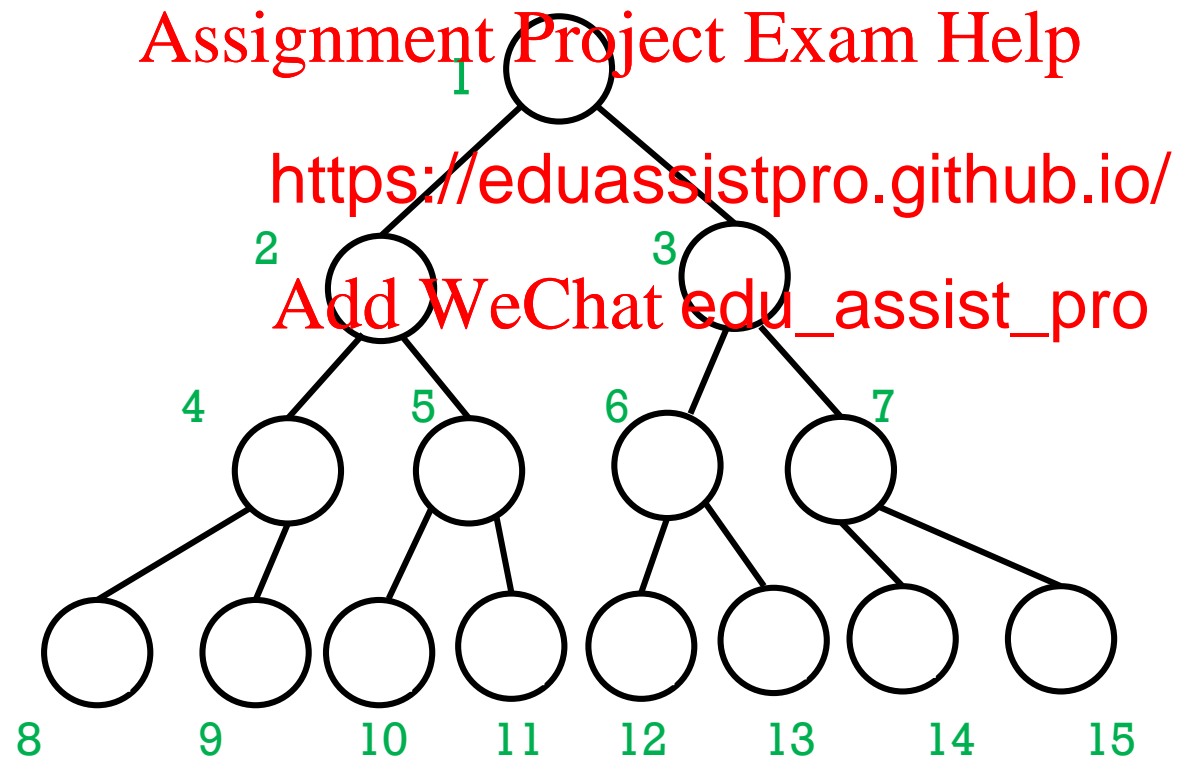 Assignment Project Exam Help
1
https://eduassistpro.github.io/
2 3
Add WeChat edu_assist_pro
4 5 6 7
8 9 10 11 12 13 14 15